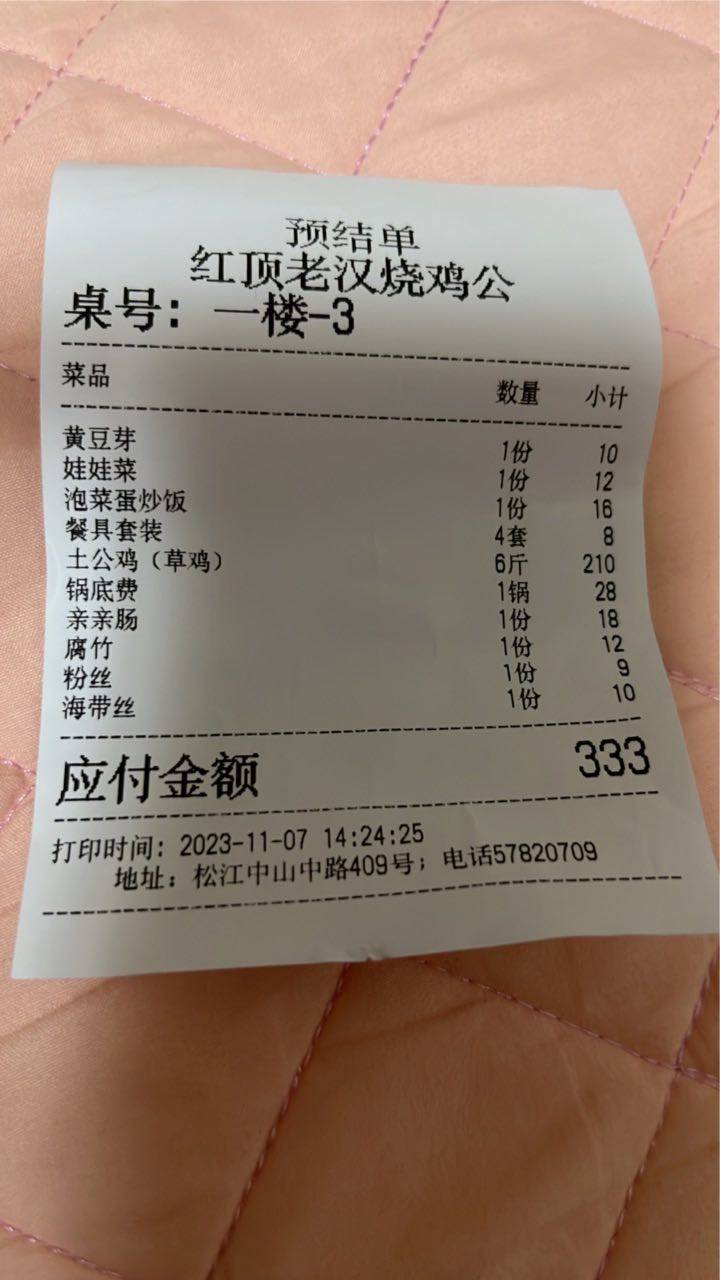 预结单
红顶老汉烧鸡公
桌号: 一楼-3
菜品 数量 小计
黄豆芽 1份 10
娃娃菜 1份 12
泡菜蛋炒饭 1份 16
餐具套装 4套 8
土公鸡（草鸡） 6斤 210
锅底费 1锅 28
亲亲肠 1份 18
腐竹 1份 12
粉丝 1份 9
海带丝 1份 10
应付金额 333
打印时间: 2023-11-07 14:24:25
地址: 松江中山中路409号; 电话57820709